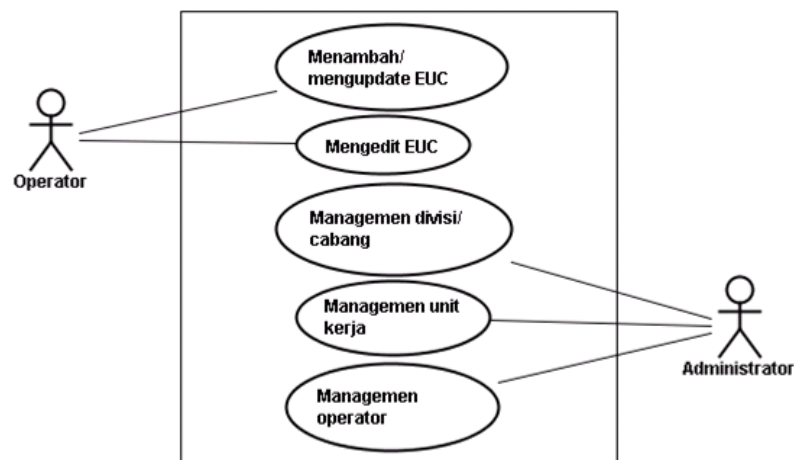 Menambah/
mengupdate EUC
Mengedit EUC
Operator
Managemen divisi/
cabang
Managemen unit
kerja
Administrator
Managemen
operator